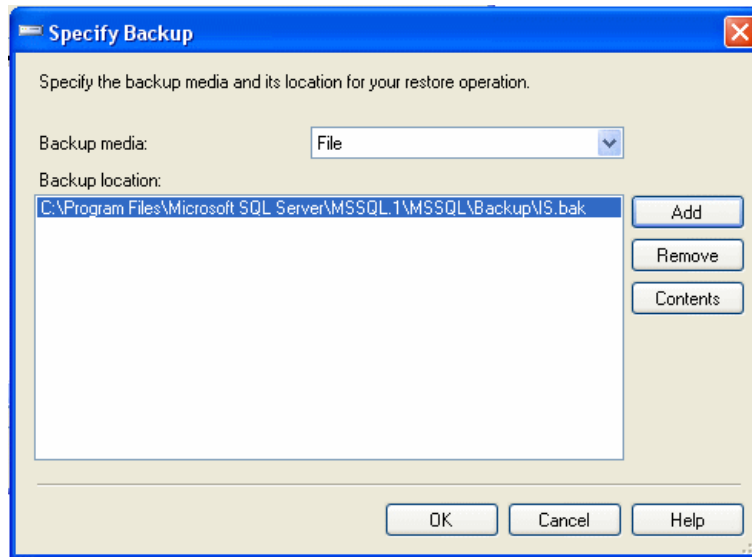 Specify Backup
Specify the backup media and its location for your restore operation.
Backup media:
File
Backup location:
C:\Program Files\Microsoft SQL Server\MSSQL.1\MSSQL\Backup\IS.bak
Add
Remove
Contents
OK
Cancel
Help